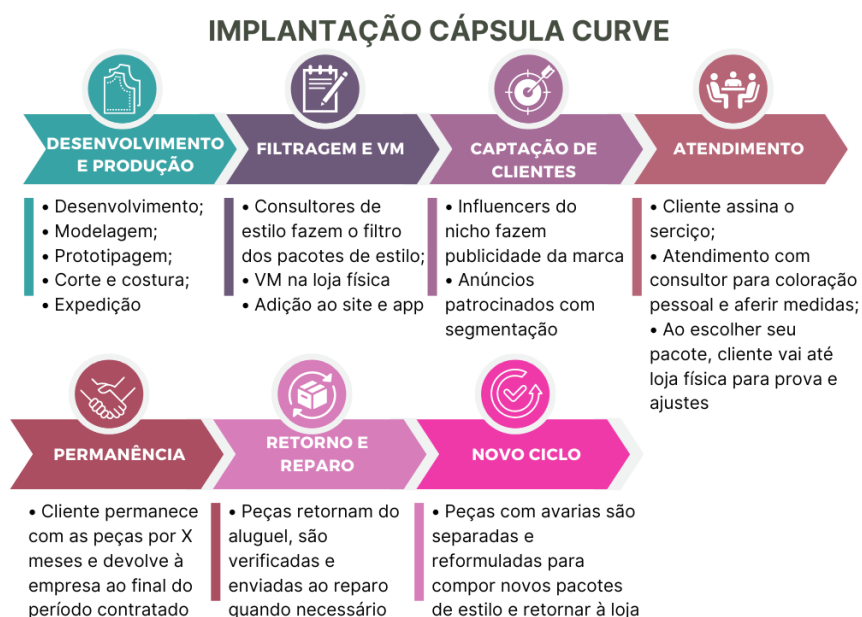 IMPLANTAÇÃO CÁPSULA CURVE
DESENVOLVIMENTO
E PRODUÇÃO
FILTRAGEM E VM
CAPTAÇÃO DE
CLIENTES
ATENDIMENTO
• Desenvolvimento;
• Modelagem;
• Prototipagem;
• Corte e costura;
• Expedição
• Consultores de
estilo fazem o filtro
dos pacotes de estilo;
• VM na loja física
• Adição ao site e app
• Influencers do
nicho fazem
publicidade da marca
• Anúncios
patrocinados com
segmentação
• Cliente assina o
serciço;
• Atendimento com
consultor para coloração
pessoal e aferir medidas;
• Ao escolher seu
pacote, cliente vai até
loja física para prova e
ajustes
PERMANÊNCIA
RETORNO E
REPARO
NOVO CICLO
• Cliente permanece
com as peças por X
meses e devolve à
empresa ao final do
período contratado
• Peças retornam do
aluguel, são
verificadas e
enviadas ao reparo
quando necessário
• Peças com avarias são
separadas e
reformuladas para
compor novos pacotes
de estilo e retornar à loja